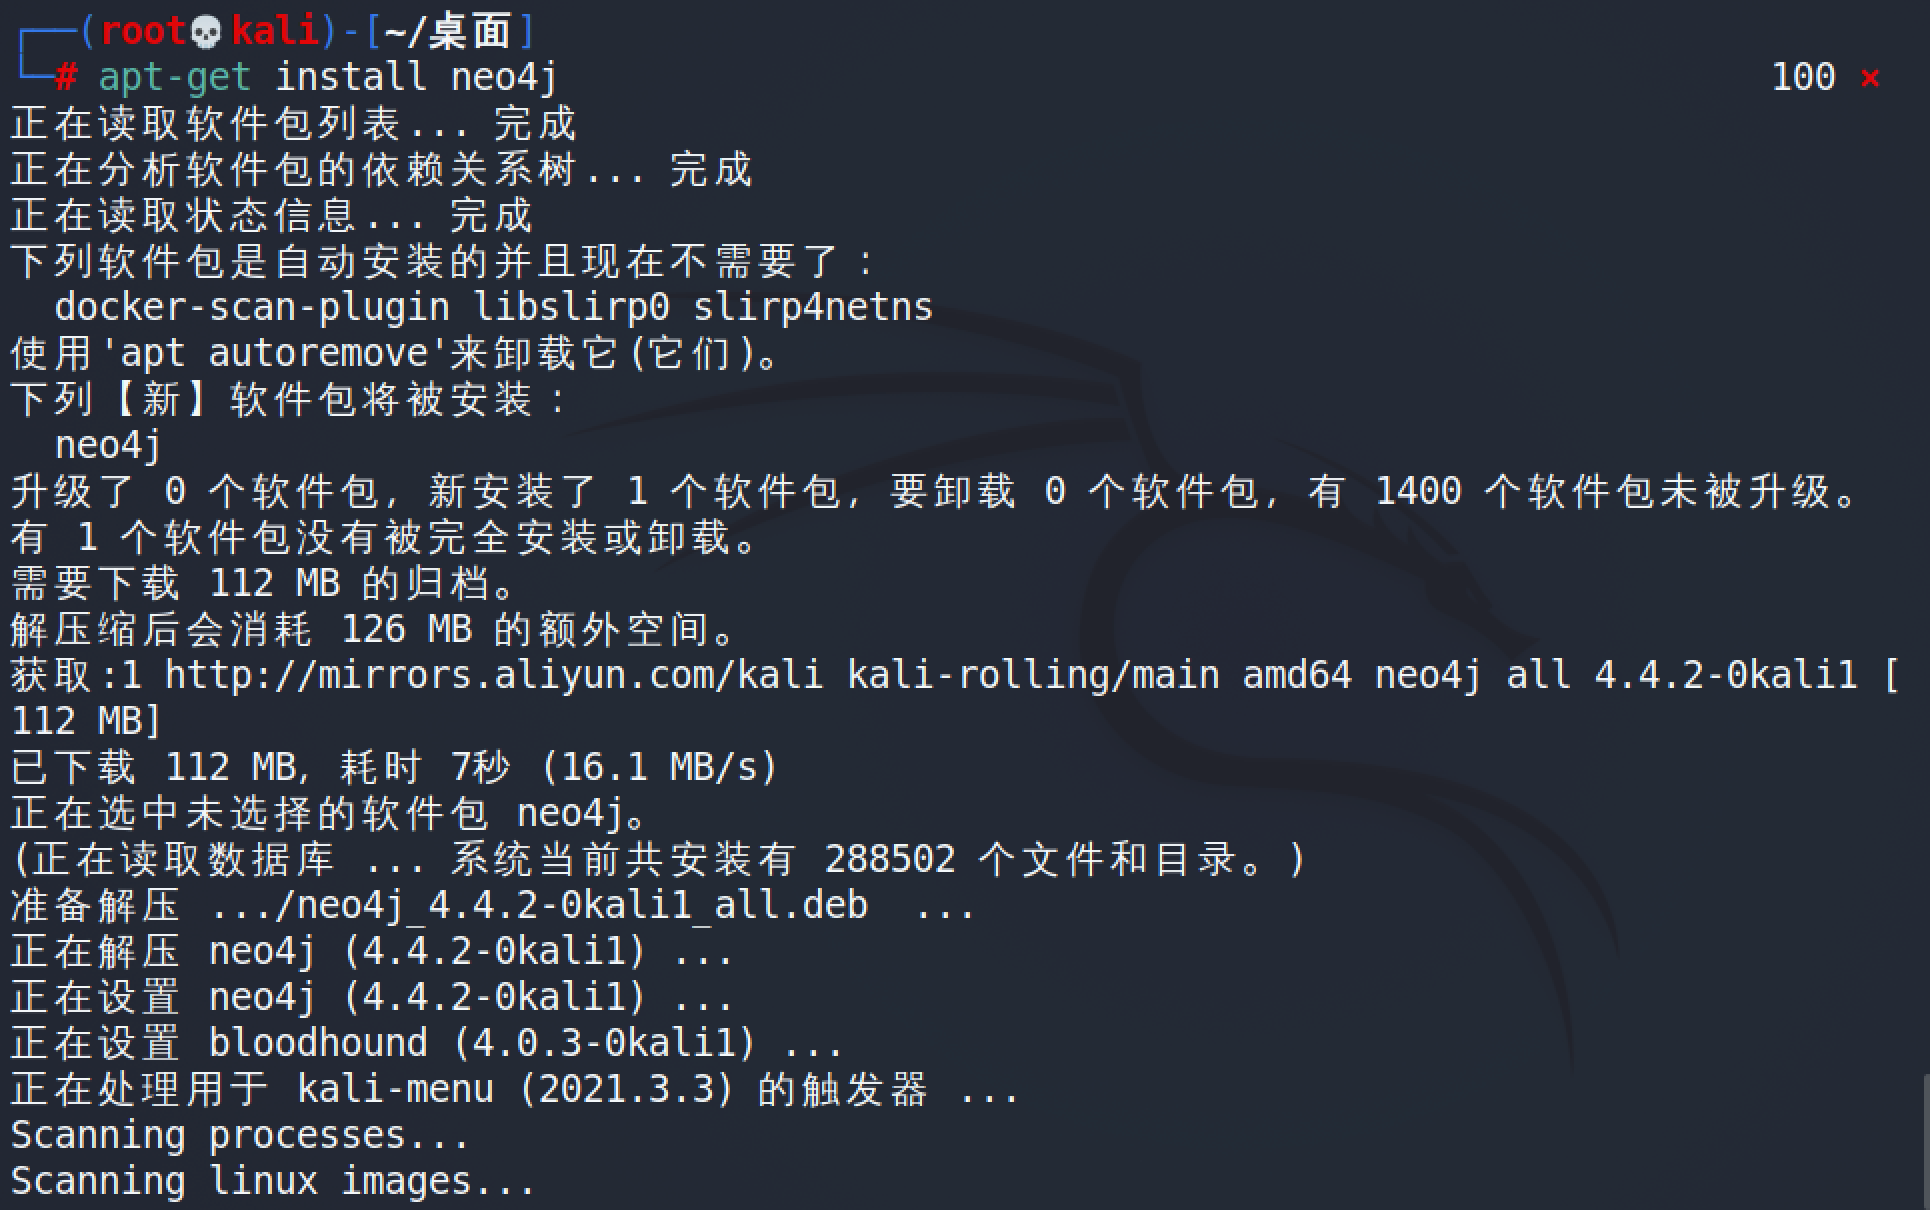 ┌──(root💀kali)-[~/桌面]
└─# apt-get install neo4j 100 ⨯
正在读取软件包列表... 完成
正在分析软件包的依赖关系树... 完成
正在读取状态信息... 完成
下列软件包是自动安装的并且现在不需要了：
  docker-scan-plugin libslirp0 slirp4netns
使用'apt autoremove'来卸载它(它们)。
下列【新】软件包将被安装：
  neo4j
升级了 0 个软件包，新安装了 1 个软件包，要卸载 0 个软件包，有 1400 个软件包未被升级。
有 1 个软件包没有被完全安装或卸载。
需要下载 112 MB 的归档。
解压缩后会消耗 126 MB 的额外空间。
获取:1 http://mirrors.aliyun.com/kali kali-rolling/main amd64 neo4j all 4.4.2-0kali1 [
112 MB]
已下载 112 MB，耗时 7秒 (16.1 MB/s)
正在选中未选择的软件包 neo4j。
(正在读取数据库 ... 系统当前共安装有 288502 个文件和目录。)
准备解压 .../neo4j_4.4.2-0kali1_all.deb  ...
正在解压 neo4j (4.4.2-0kali1) ...
正在设置 neo4j (4.4.2-0kali1) ...
正在设置 bloodhound (4.0.3-0kali1) ...
正在处理用于 kali-menu (2021.3.3) 的触发器 ...
Scanning processes...
Scanning linux images...